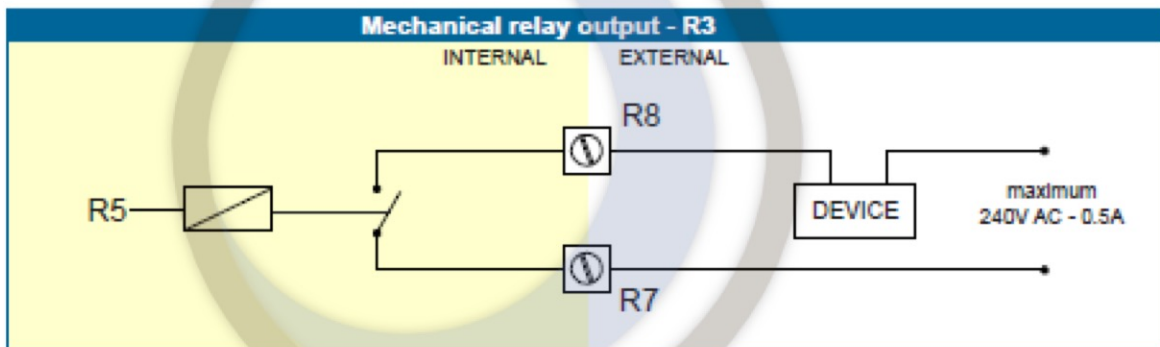 Mechanical relay output - R3
INTERNAL EXTERNAL
R8
R5
DEVICE
maximum
240V AC - 0.5A
R7